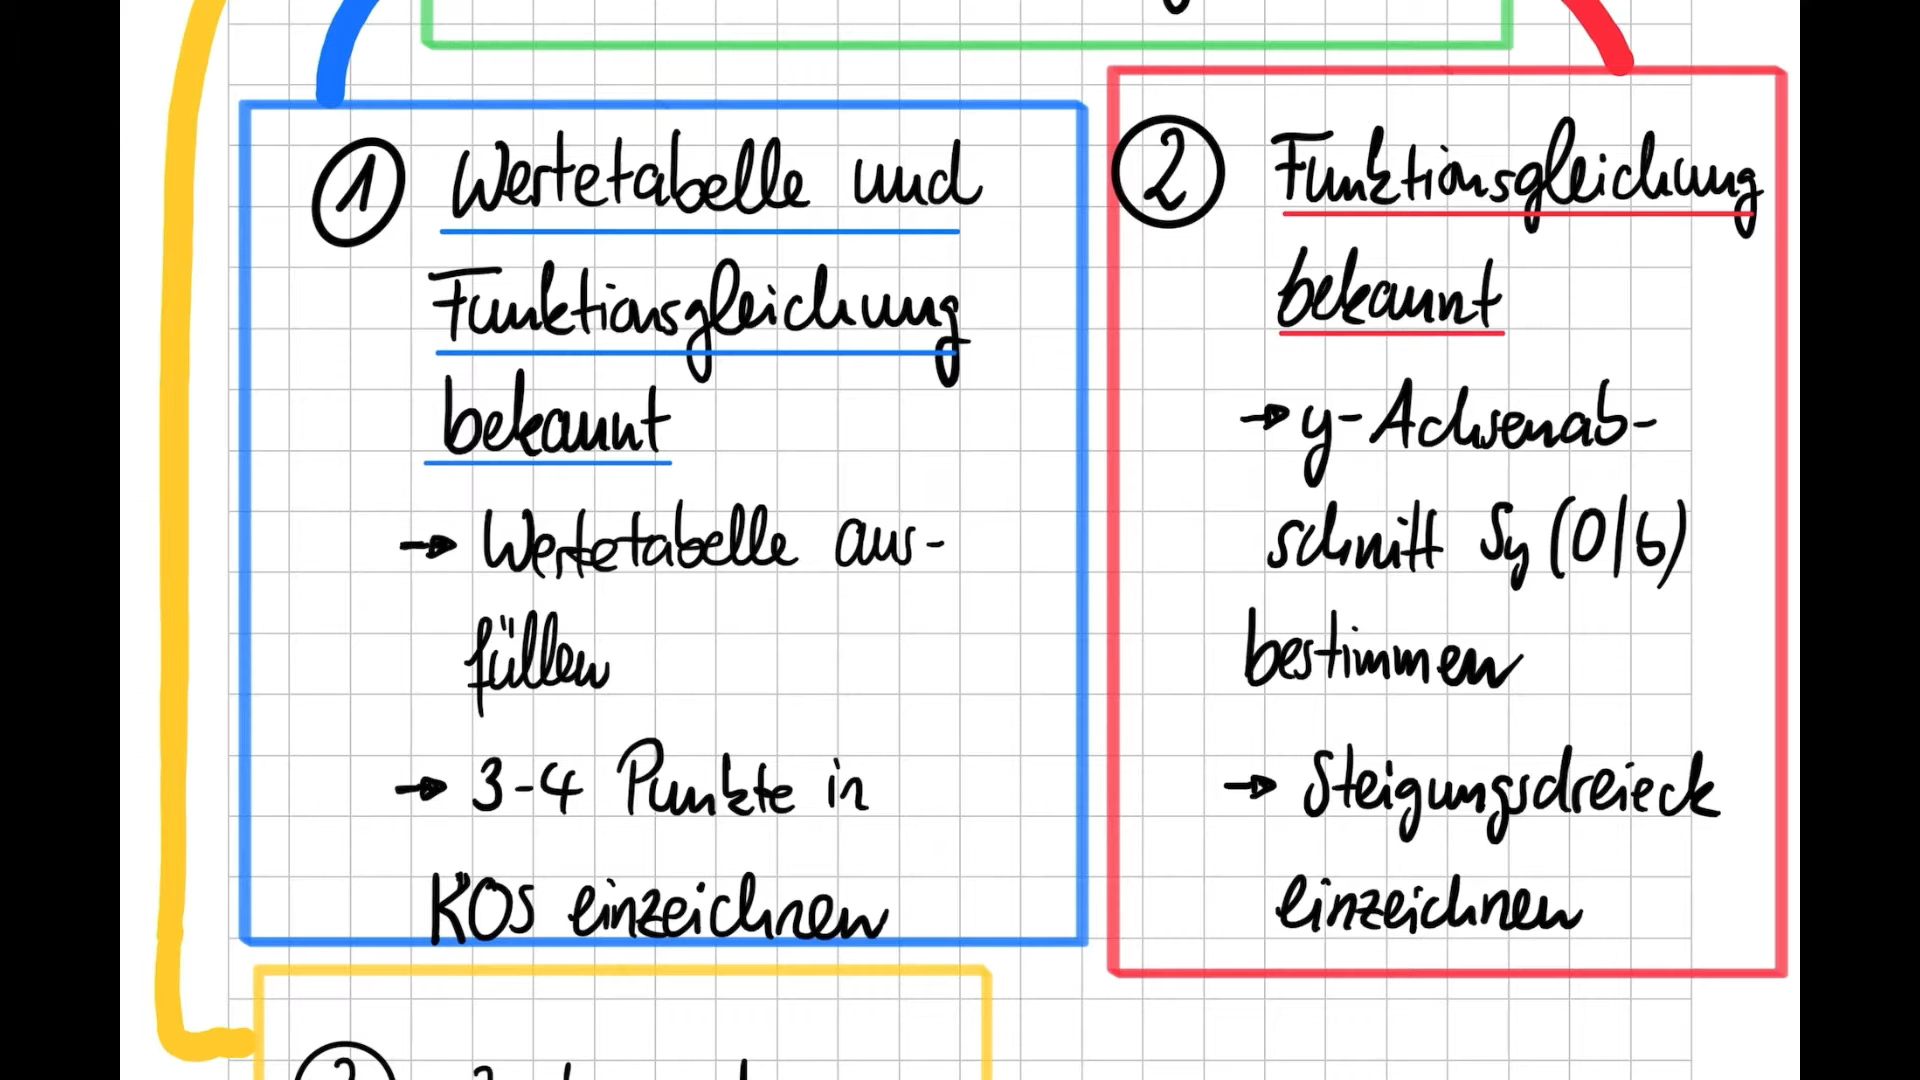 ① Wertetabelle und
Funktionsgleichung
bekannt
→ Wertetabelle aus-
füllen
→ 3-4 Punkte in
KOS einzeichnen
② Funktionsgleichung
bekannt
→ y-Achsenab-
schnitt Sy (0/b)
bestimmen
→ Steigungsdreieck
einzeichnen